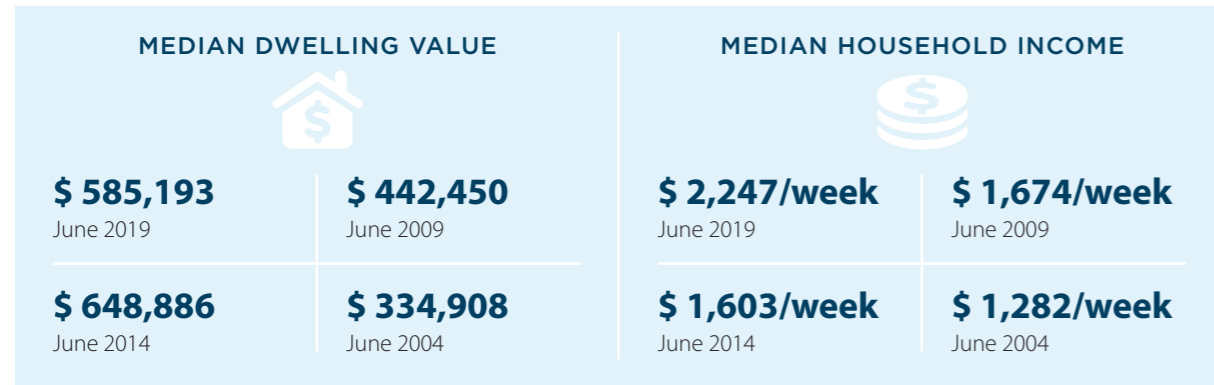 MEDIAN DWELLING VALUE
$
$ 585,193
June 2019
$ 442,450
June 2009
$ 648,886
June 2014
$ 334,908
June 2004
MEDIAN HOUSEHOLD INCOME
$
$ 2,247/week
June 2019
$ 1,674/week
June 2009
$ 1,603/week
June 2014
$ 1,282/week
June 2004